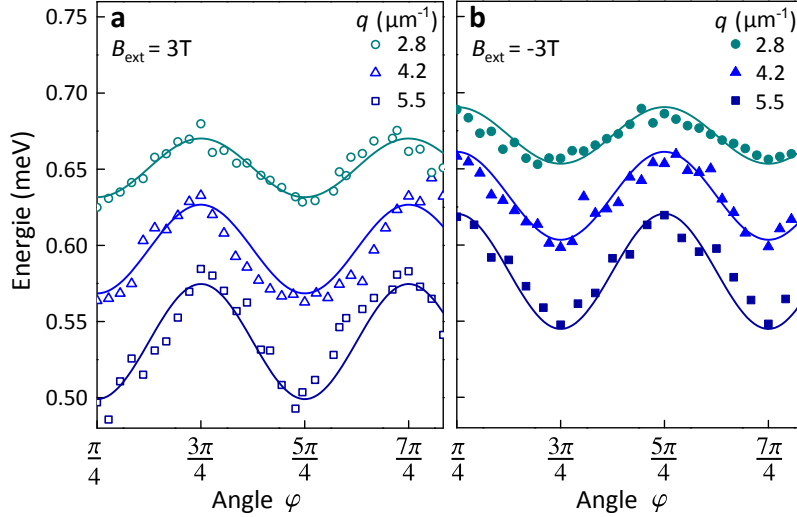 a
q (μm⁻¹)
B_ext = 3T
2.8
4.2
5.5
b
q (μm⁻¹)
B_ext = -3T
2.8
4.2
5.5
0.75
0.70
0.65
0.60
0.55
0.50
Energie (meV)
π/4
3π/4
5π/4
7π/4
π/4
3π/4
5π/4
7π/4
Angle φ
Angle φ